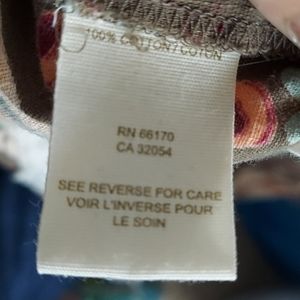 100% COTTON / COTON
RN 66170
CA 32054
SEE REVERSE FOR CARE
VOIR L'INVERSE POUR
LE SOIN